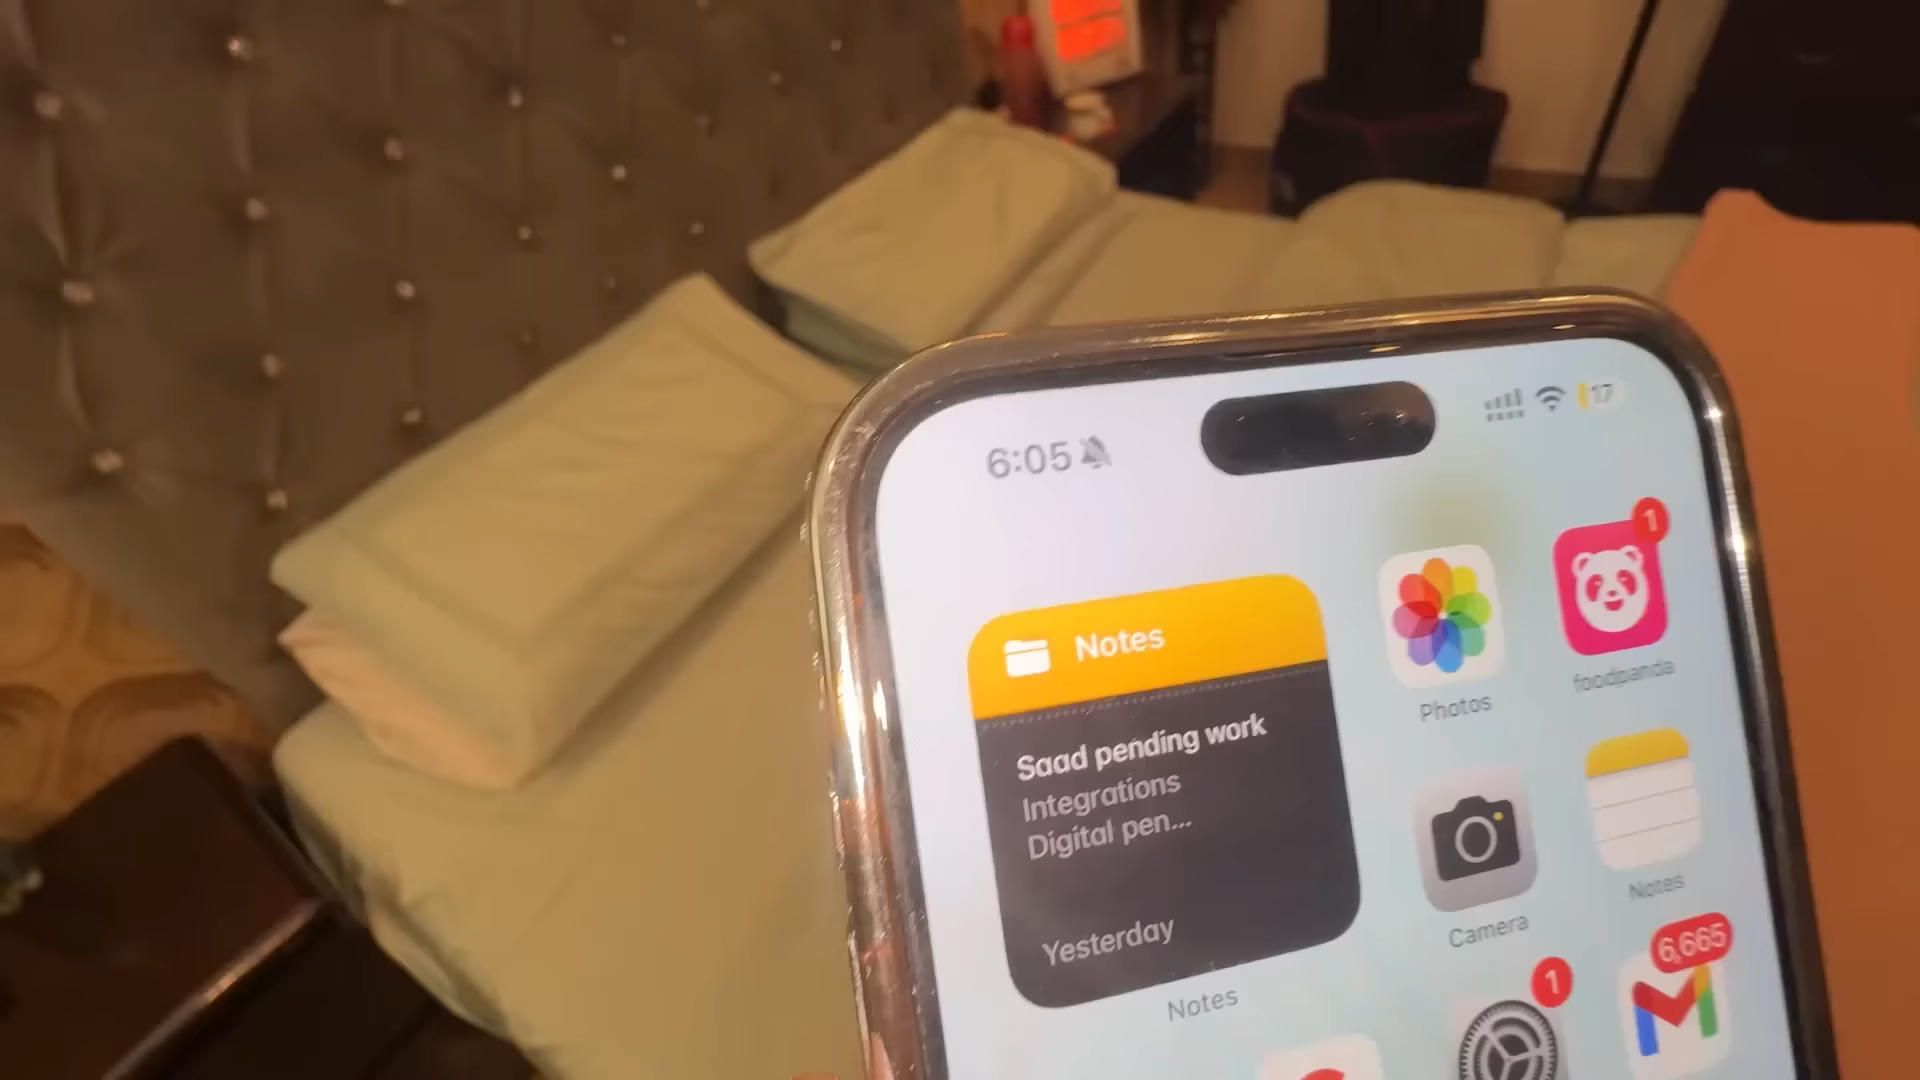 6:05
17
Notes
Saad pending work
Integrations
Digital pen...
Yesterday
Notes
Photos
1
foodpanda
Camera
Notes
1
6,665